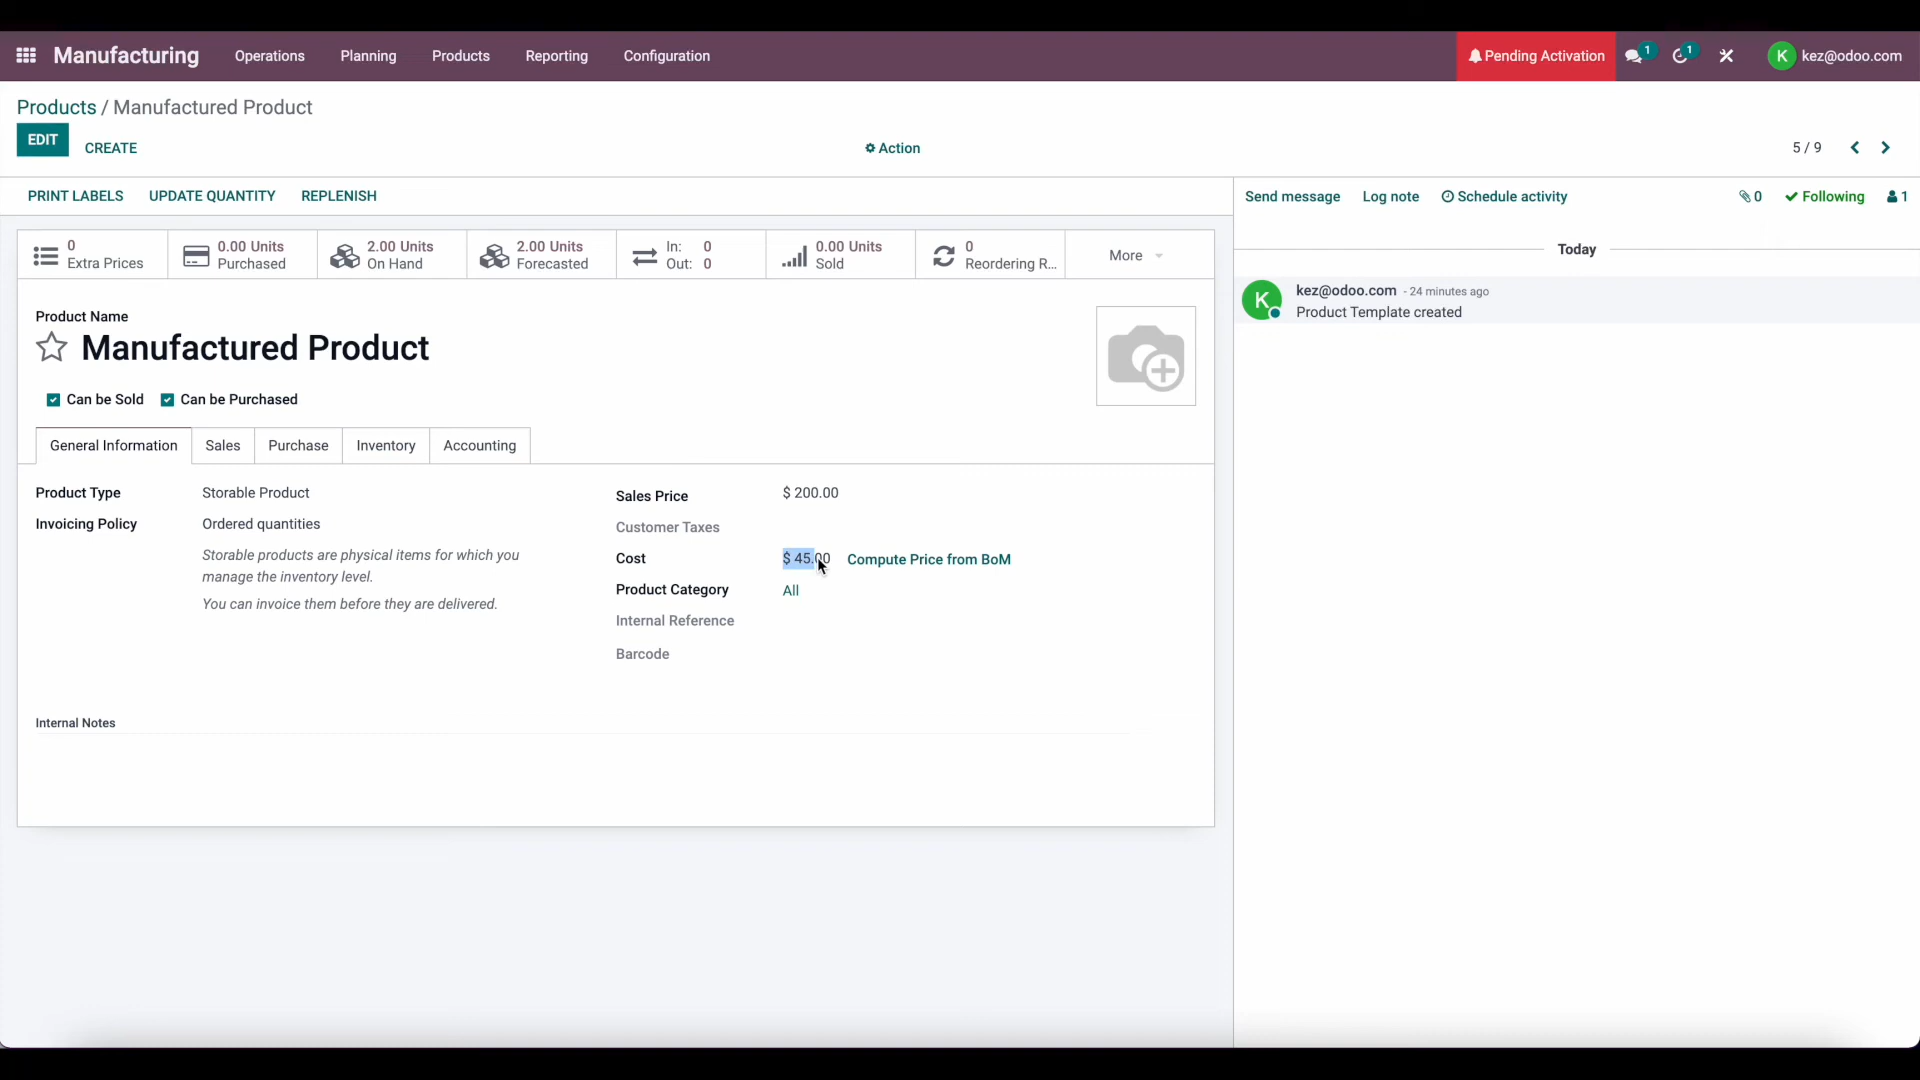 Manufacturing Operations Planning Products Reporting Configuration Pending Activation 1 1 K kez@odoo.com
Products / Manufactured Product
EDIT CREATE Action 5 / 9
PRINT LABELS UPDATE QUANTITY REPLENISH
Send message Log note Schedule activity 0 Following 1
0
Extra Prices
0.00 Units
Purchased
2.00 Units
On Hand
2.00 Units
Forecasted
In: 0
Out: 0
0.00 Units
Sold
0
Reordering R...
More
Today
K kez@odoo.com - 24 minutes ago
Product Template created
Product Name
Manufactured Product
Can be Sold Can be Purchased
General Information Sales Purchase Inventory Accounting
Product Type Storable Product
Invoicing Policy Ordered quantities
Storable products are physical items for which you
manage the inventory level.
You can invoice them before they are delivered.
Sales Price $ 200.00
Customer Taxes
Cost $ 45.00 Compute Price from BoM
Product Category All
Internal Reference
Barcode
Internal Notes